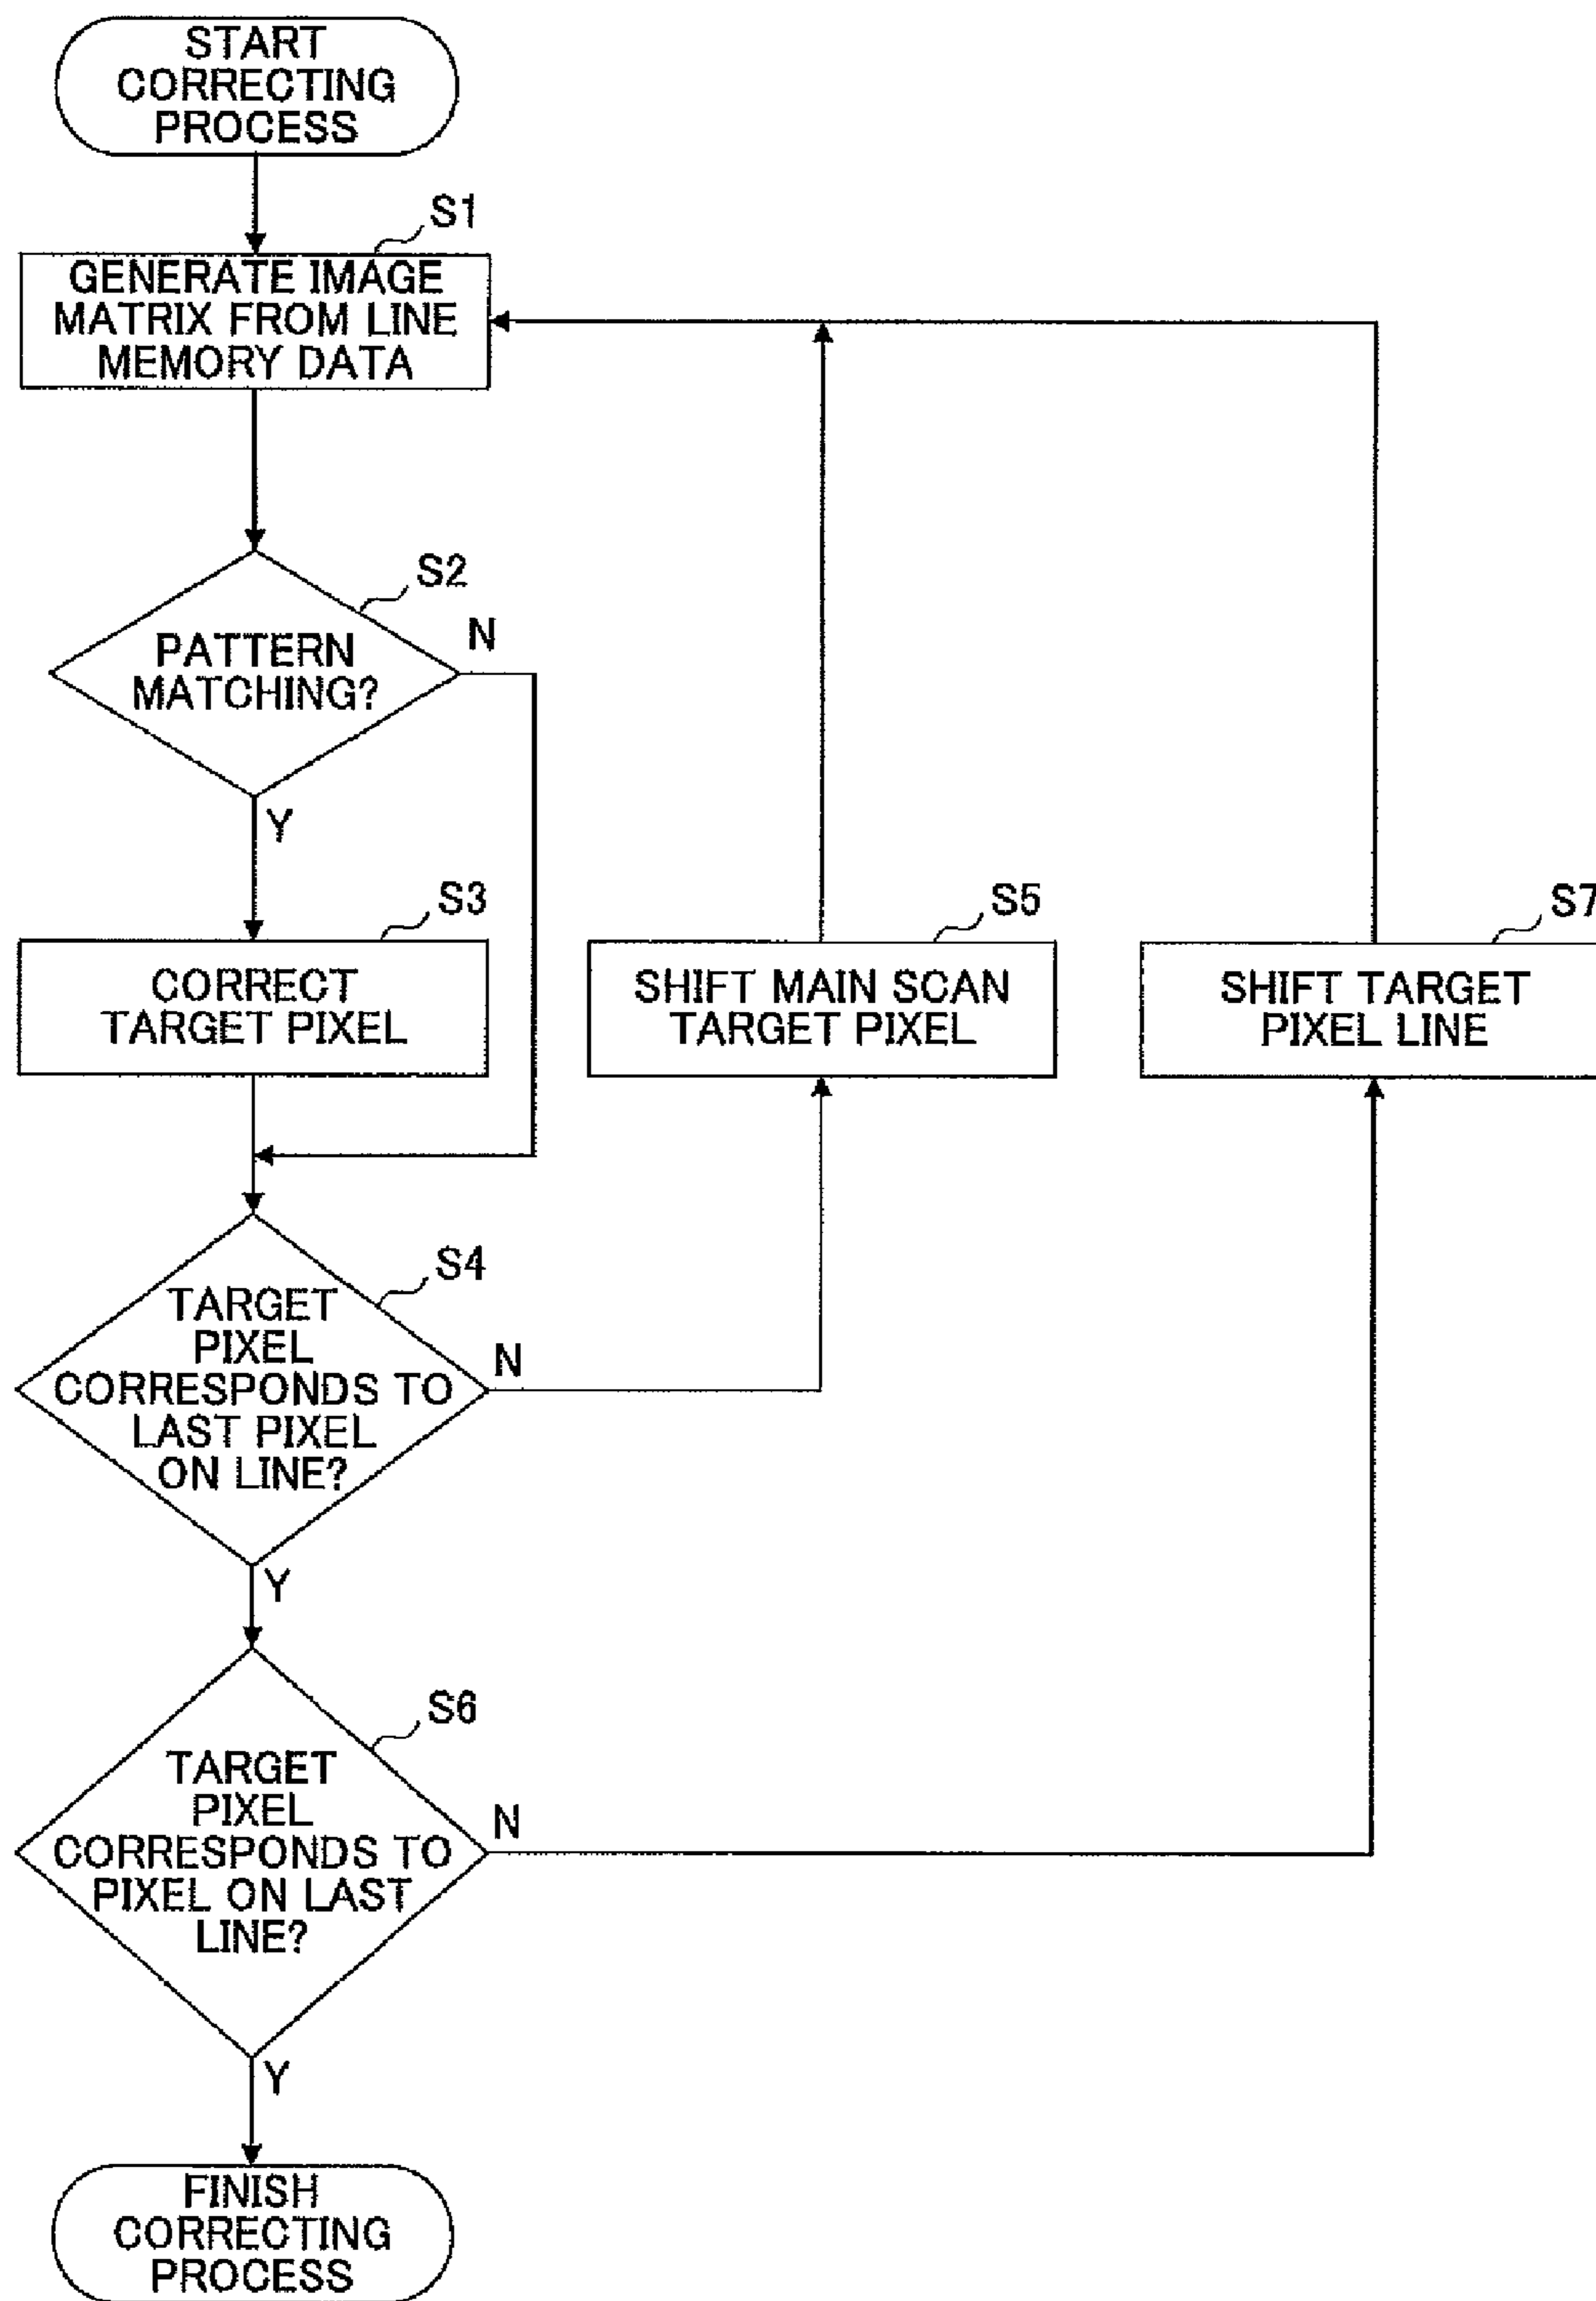 START
CORRECTING
PROCESS
S1
GENERATE IMAGE
MATRIX FROM LINE
MEMORY DATA
S2
PATTERN
MATCHING?
N
Y
S3
CORRECT
TARGET PIXEL
S5
SHIFT MAIN SCAN
TARGET PIXEL
S7
SHIFT TARGET
PIXEL LINE
S4
TARGET
PIXEL
CORRESPONDS TO
LAST PIXEL
ON LINE?
N
Y
S6
TARGET
PIXEL
CORRESPONDS TO
PIXEL ON LAST
LINE?
N
Y
FINISH
CORRECTING
PROCESS